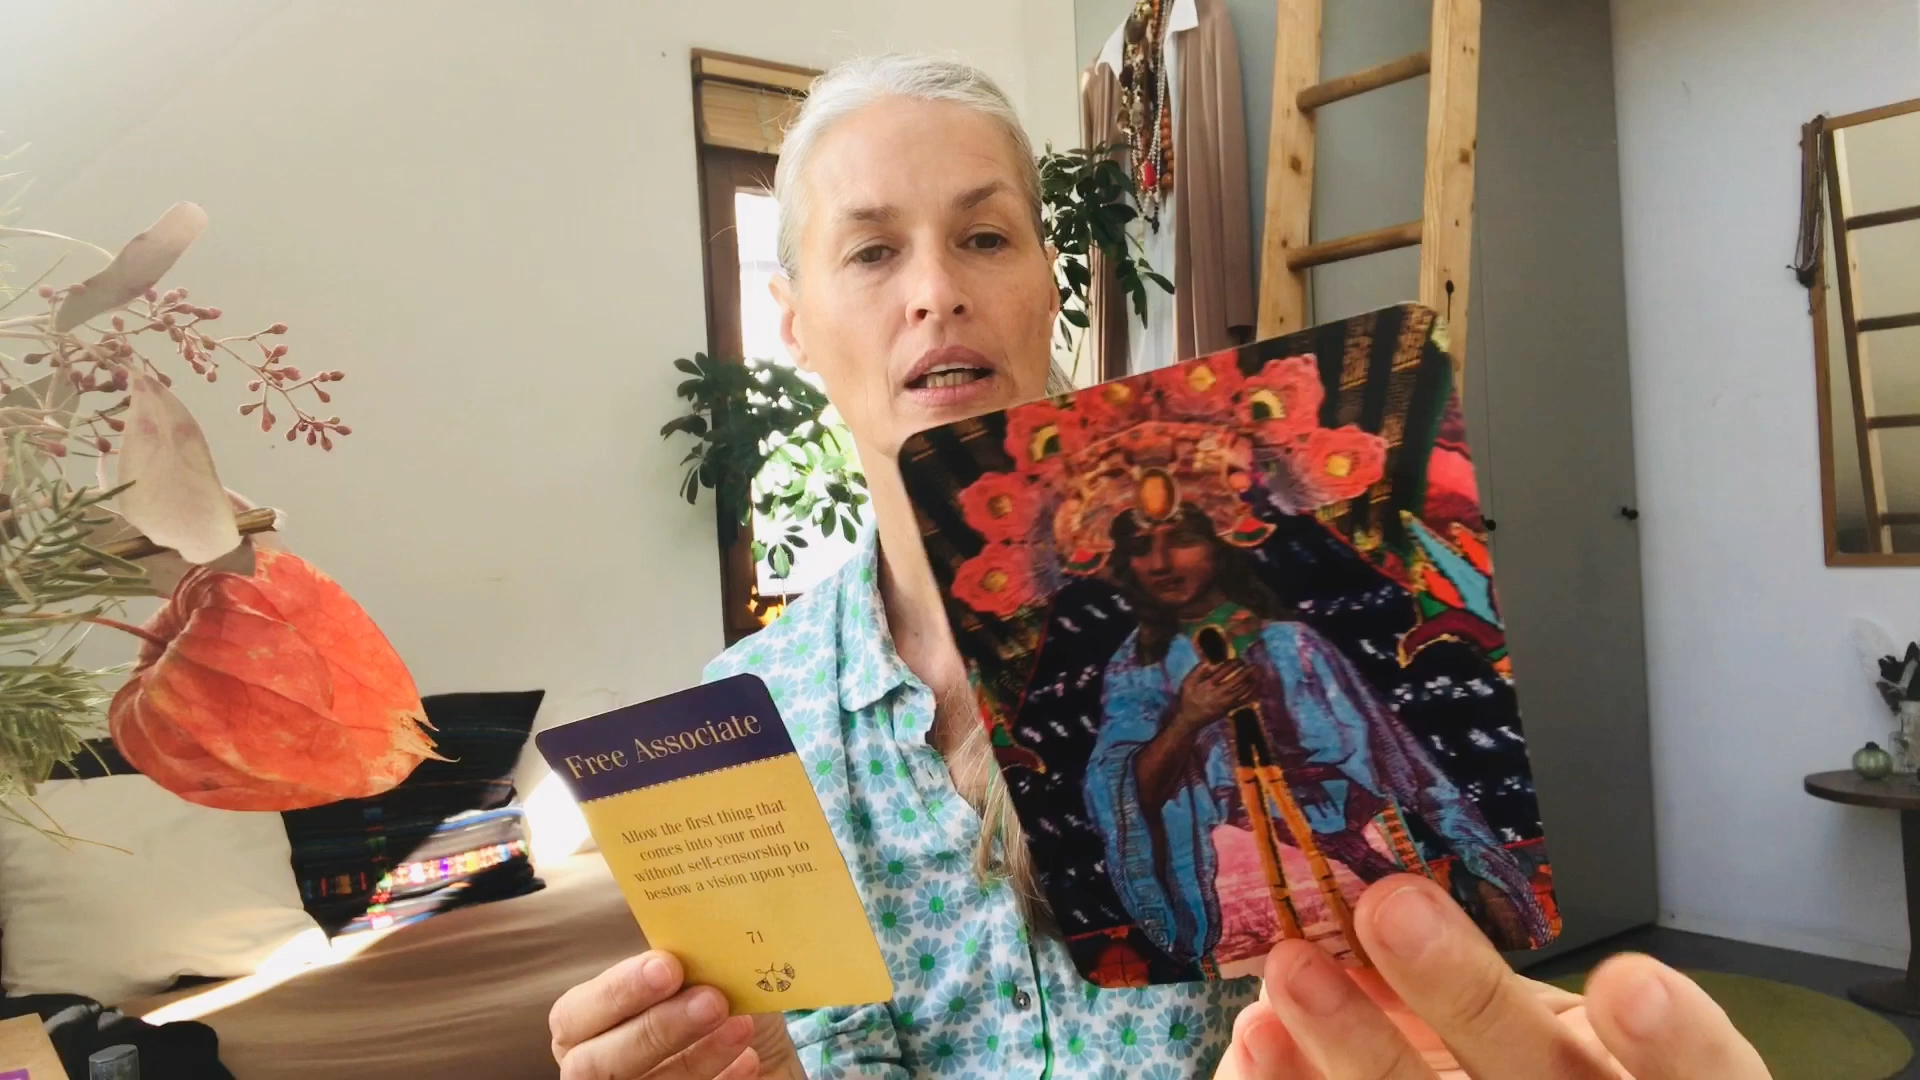 Free Associate
Allow the first thing that
comes into your mind
without self-censorship to
bestow a vision upon you.
71